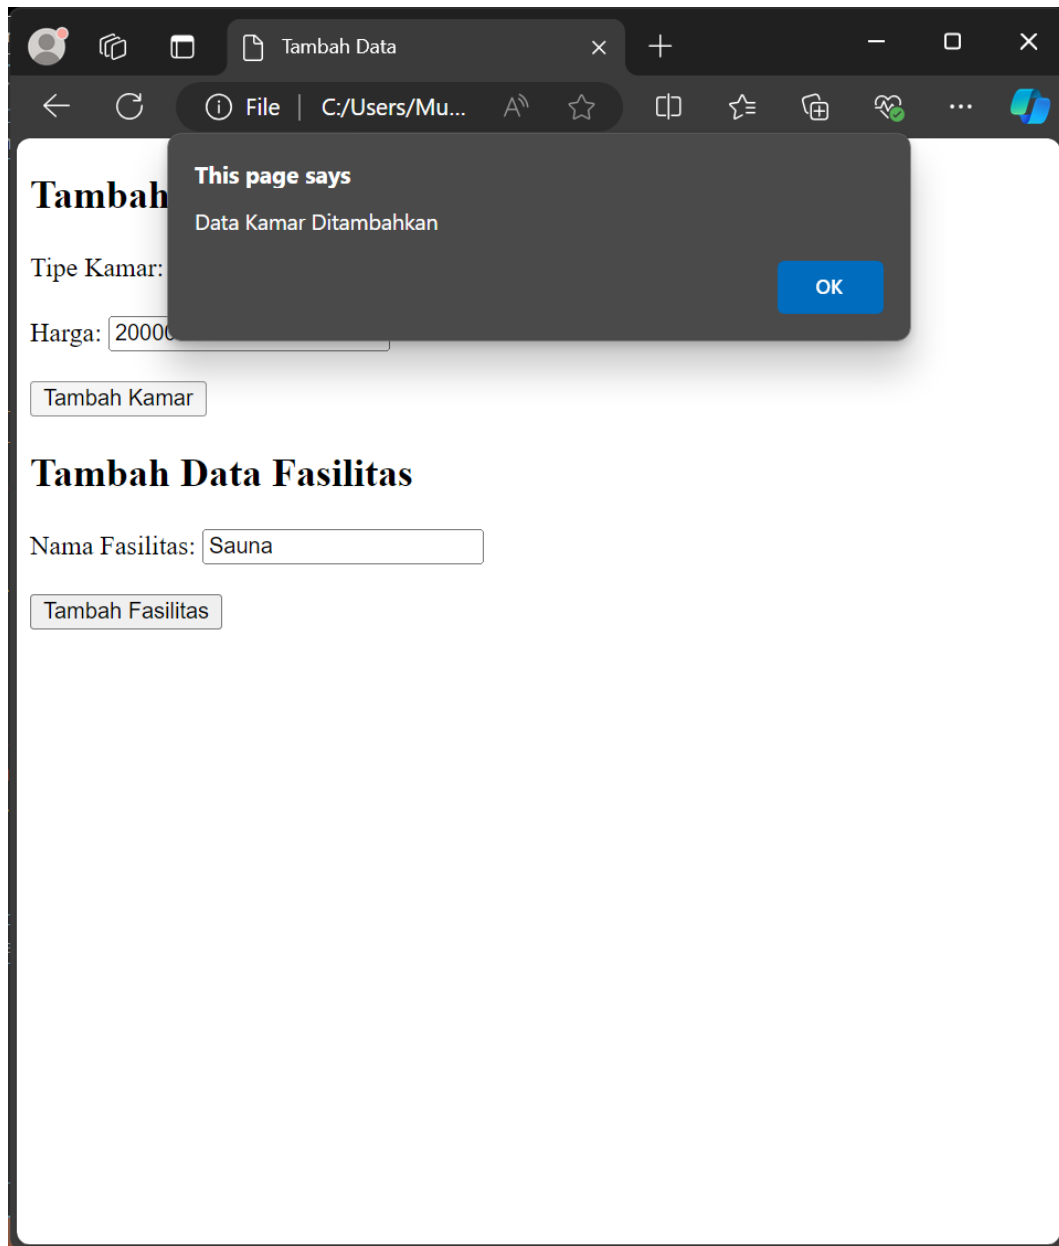 Tambah Data
File | C:/Users/Mu...
This page says
Data Kamar Ditambahkan
OK
Tambah
Tipe Kamar:
Harga: 2000
Tambah Kamar
Tambah Data Fasilitas
Nama Fasilitas: Sauna
Tambah Fasilitas